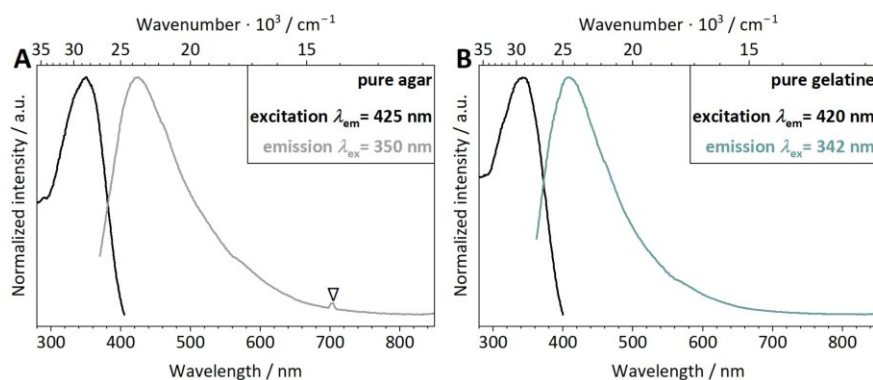 Wavenumber · 10³ / cm⁻¹
35 30 25 20 15
A
pure agar
excitation λem= 425 nm
emission λex= 350 nm
Normalized intensity / a.u.
300 400 500 600 700 800
Wavelength / nm
Wavenumber · 10³ / cm⁻¹
35 30 25 20 15
B
pure gelatine
excitation λem= 420 nm
emission λex= 342 nm
Normalized intensity / a.u.
300 400 500 600 700 800
Wavelength / nm